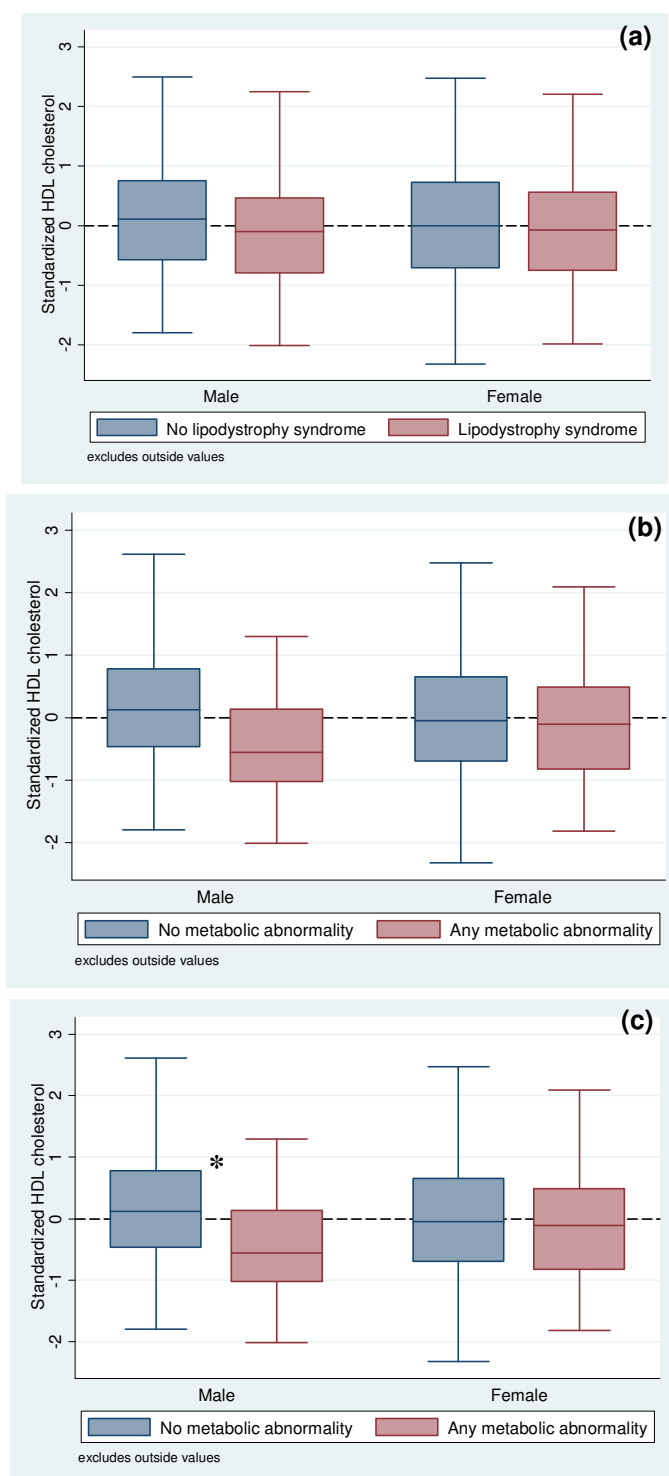 (a)
Standardized HDL cholesterol
3
2
1
0
-1
-2
Male Female
No lipodystrophy syndrome Lipodystrophy syndrome
excludes outside values
(b)
Standardized HDL cholesterol
3
2
1
0
-1
-2
Male Female
No metabolic abnormality Any metabolic abnormality
excludes outside values
(c)
Standardized HDL cholesterol
3
2
1
*
0
-1
-2
Male Female
No metabolic abnormality Any metabolic abnormality
excludes outside values